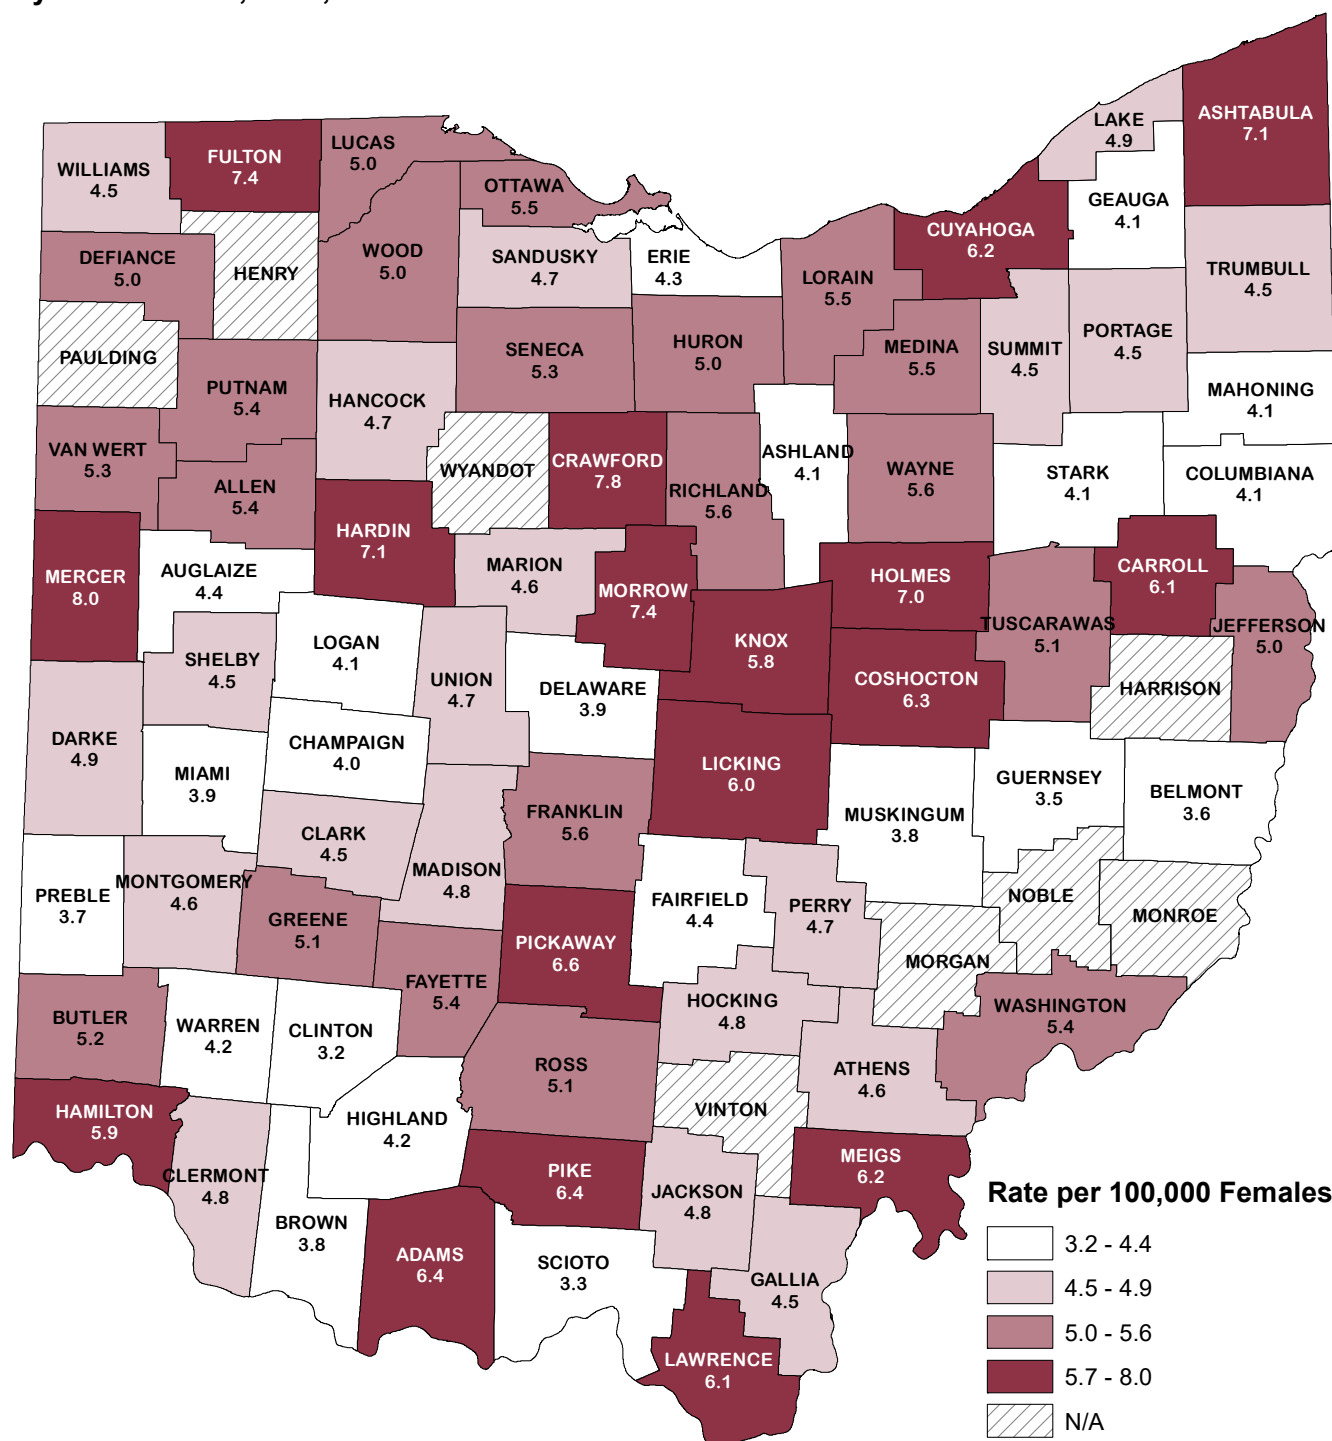 LAKE
4.9
ASHTABULA
7.1
LUCAS
5.0
FULTON
7.4
WILLIAMS
4.5
OTTAWA
5.5
GEAUGA
4.1
CUYAHOGA
6.2
DEFIANCE
5.0
HENRY
WOOD
5.0
SANDUSKY
4.7
ERIE
4.3
LORAIN
5.5
TRUMBULL
4.5
PAULDING
SENECA
5.3
HURON
5.0
MEDINA
5.5
SUMMIT
4.5
PORTAGE
4.5
PUTNAM
5.4
HANCOCK
4.7
MAHONING
4.1
VAN WERT
5.3
ALLEN
5.4
WYANDOT
CRAWFORD
7.8
RICHLAND
5.6
ASHLAND
4.1
WAYNE
5.6
STARK
4.1
COLUMBIANA
4.1
HARDIN
7.1
MERCER
8.0
AUGLAIZE
4.4
MARION
4.6
MORROW
7.4
HOLMES
7.0
CARROLL
6.1
TUSCARAWAS
5.1
JEFFERSON
5.0
LOGAN
4.1
SHELBY
4.5
UNION
4.7
DELAWARE
3.9
KNOX
5.8
COSHOCTON
6.3
HARRISON
DARKE
4.9
CHAMPAIGN
4.0
MIAMI
3.9
LICKING
6.0
GUERNSEY
3.5
BELMONT
3.6
MUSKINGUM
3.8
FRANKLIN
5.6
CLARK
4.5
MADISON
4.8
PREBLE
3.7
MONTGOMERY
4.6
GREENE
5.1
FAIRFIELD
4.4
PERRY
4.7
NOBLE
MONROE
PICKAWAY
6.6
MORGAN
FAYETTE
5.4
HOCKING
4.8
WASHINGTON
5.4
BUTLER
5.2
WARREN
4.2
CLINTON
3.2
ROSS
5.1
ATHENS
4.6
HAMILTON
5.9
HIGHLAND
4.2
VINTON
CLERMONT
4.8
PIKE
6.4
JACKSON
4.8
MEIGS
6.2
BROWN
3.8
ADAMS
6.4
SCIOTO
3.3
GALLIA
4.5
LAWRENCE
6.1
Rate per 100,000 Females
3.2 - 4.4
4.5 - 4.9
5.0 - 5.6
5.7 - 8.0
N/A